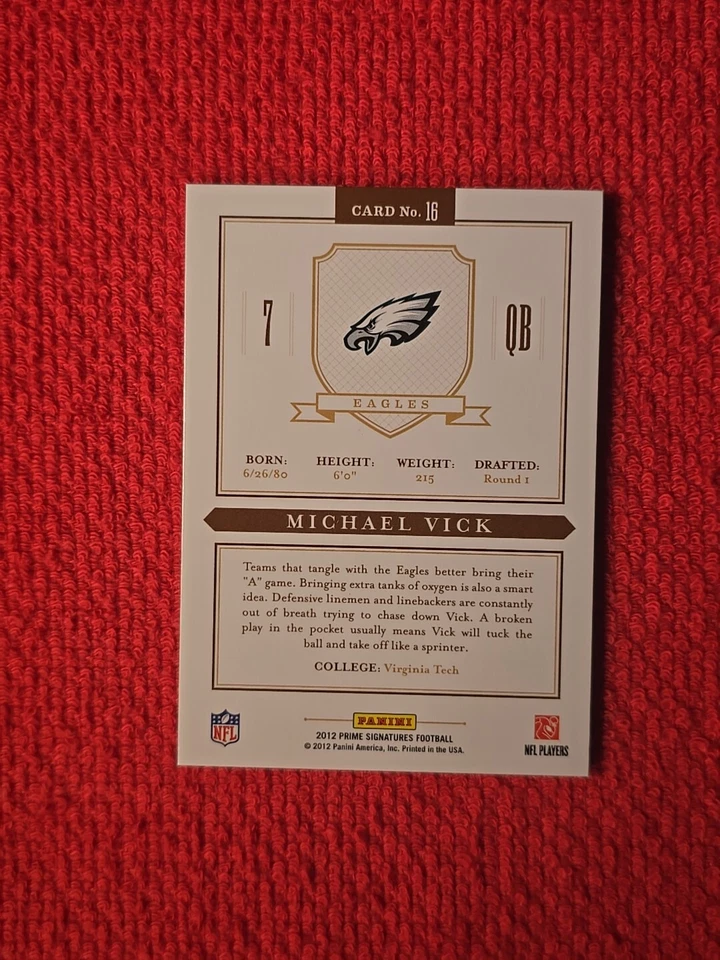 CARD No. 16
7
QB
EAGLES
BORN: HEIGHT: WEIGHT: DRAFTED:
6/26/80 6'0" 215 Round 1
MICHAEL VICK
Teams that tangle with the Eagles better bring their
"A" game. Bringing extra tanks of oxygen is also a smart
idea. Defensive linemen and linebackers are constantly
out of breath trying to chase down Vick. A broken
play in the pocket usually means Vick will tuck the
ball and take off like a sprinter.
COLLEGE: Virginia Tech
NFL
PANINI
2012 PRIME SIGNATURES FOOTBALL
© 2012 Panini America, Inc. Printed in the USA.
NFL PLAYERS